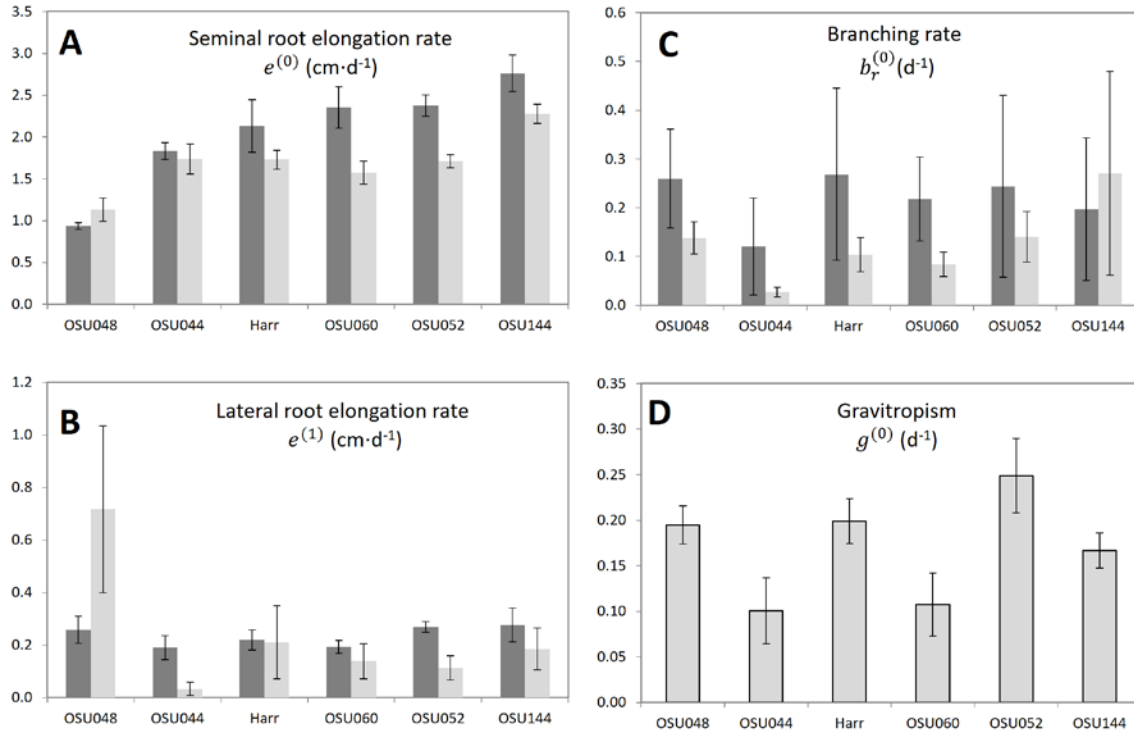 A
Seminal root elongation rate
e^(0) (cm·d^-1)
3.5
3.0
2.5
2.0
1.5
1.0
0.5
0.0
OSU048 OSU044 Harr OSU060 OSU052 OSU144
C
Branching rate
b_r^(0)(d^-1)
0.6
0.5
0.4
0.3
0.2
0.1
0.0
OSU048 OSU044 Harr OSU060 OSU052 OSU144
B
Lateral root elongation rate
e^(1) (cm·d^-1)
1.2
1.0
0.8
0.6
0.4
0.2
0.0
OSU048 OSU044 Harr OSU060 OSU052 OSU144
D
Gravitropism
g^(0) (d^-1)
0.35
0.30
0.25
0.20
0.15
0.10
0.05
0.00
OSU048 OSU044 Harr OSU060 OSU052 OSU144